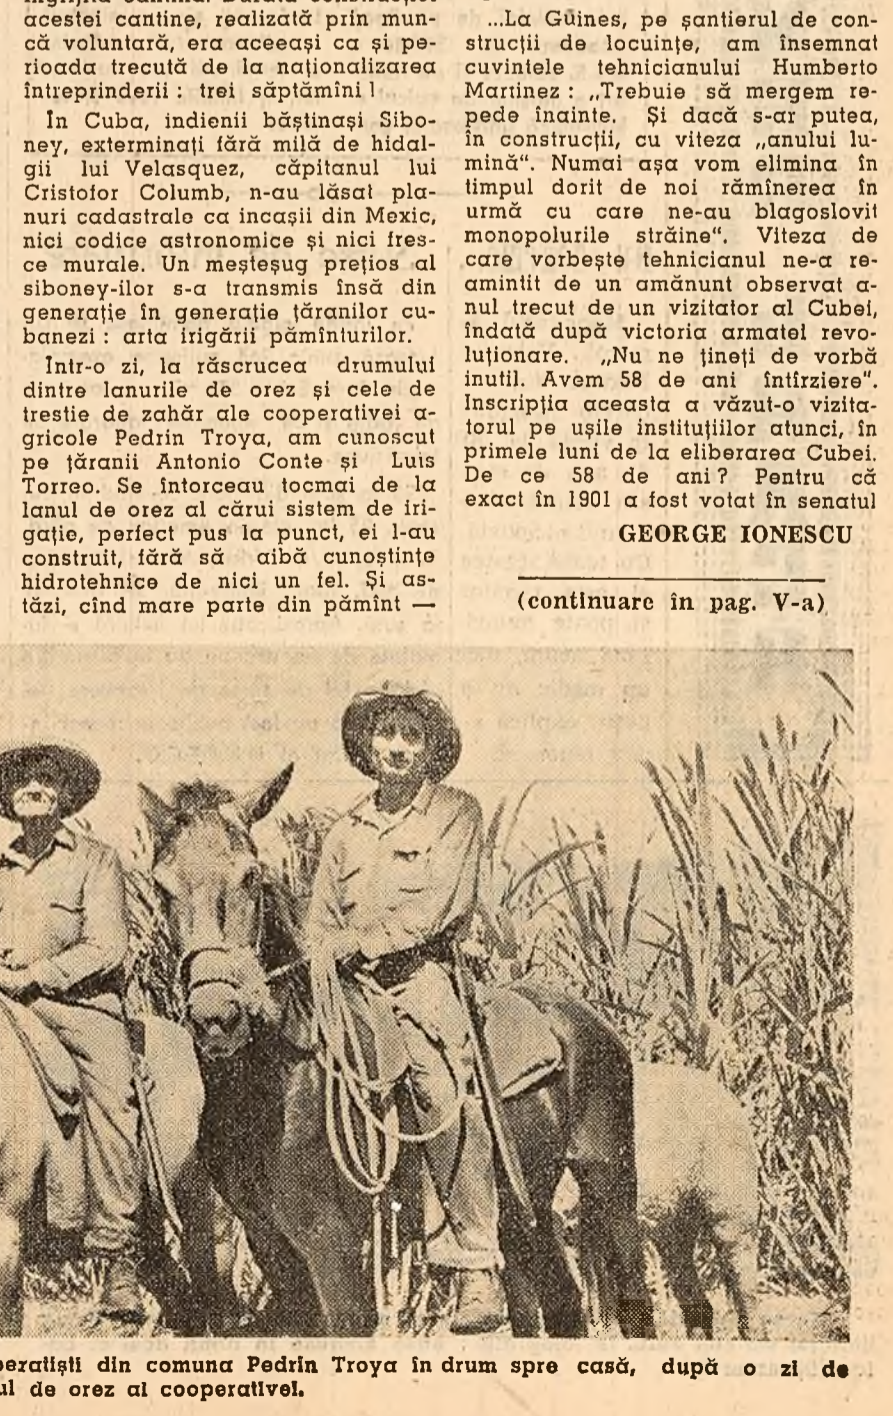 acestei cantine, realizată prin mun-
că voluntară, era aceeași ca și pe-
rioada trecută de la naționalizarea
întreprinderii : trei săptămîni !
In Cuba, indienii băștinași Sibo-
ney, exterminați fără milă de hidal-
gii lui Velasquez, căpitanul lui
Cristofor Columb, n-au lăsat pla-
nuri cadastrale ca incașii din Mexic,
nici codice astronomice și nici fres-
ce murale. Un meșteșug prețios al
siboney-ilor s-a transmis însă din
generație în generație țăranilor cu-
banezi : arta irigării pămînturilor.
Intr-o zi, la răscrucea drumului
dintre lanurile de orez și cele de
trestie de zahăr ale cooperativei a-
gricole Pedrin Troya, am cunoscut
pe țăranii Antonio Conte și Luis
Torreo. Se întorceau tocmai de la
lanul de orez al cărui sistem de iri-
gație, perfect pus la punct, ei l-au
construit, fără să aibă cunoștințe
hidrotehnice de nici un fel. Și as-
tăzi, cînd mare parte din pămînt —
...La Güines, pe șantierul de con-
strucții de locuințe, am însemnat
cuvintele tehnicianului Humberto
Martinez : „Trebuie să mergem re-
pede înainte. Și dacă s-ar putea,
în construcții, cu viteza „anului lu-
mină“. Numai așa vom elimina în
timpul dorit de noi rămînerea în
urmă cu care ne-au blagoslovit
monopolurile străine“. Viteza de
care vorbește tehnicianul ne-a re-
amintit de un amănunt observat a-
nul trecut de un vizitator al Cubei,
îndată după victoria armatei revo-
luționare. „Nu ne țineți de vorbă
inutil. Avem 58 de ani întîrziere“.
Inscripția aceasta a văzut-o vizita-
torul pe ușile instituțiilor atunci, în
primele luni de la eliberarea Cubei.
De ce 58 de ani ? Pentru că
exact în 1901 a fost votat în senatul
GEORGE IONESCU
(continuare în pag. V-a)
peratiști din comuna Pedrin Troya în drum spre casă, după o zi de
ul de orez al cooperativei.